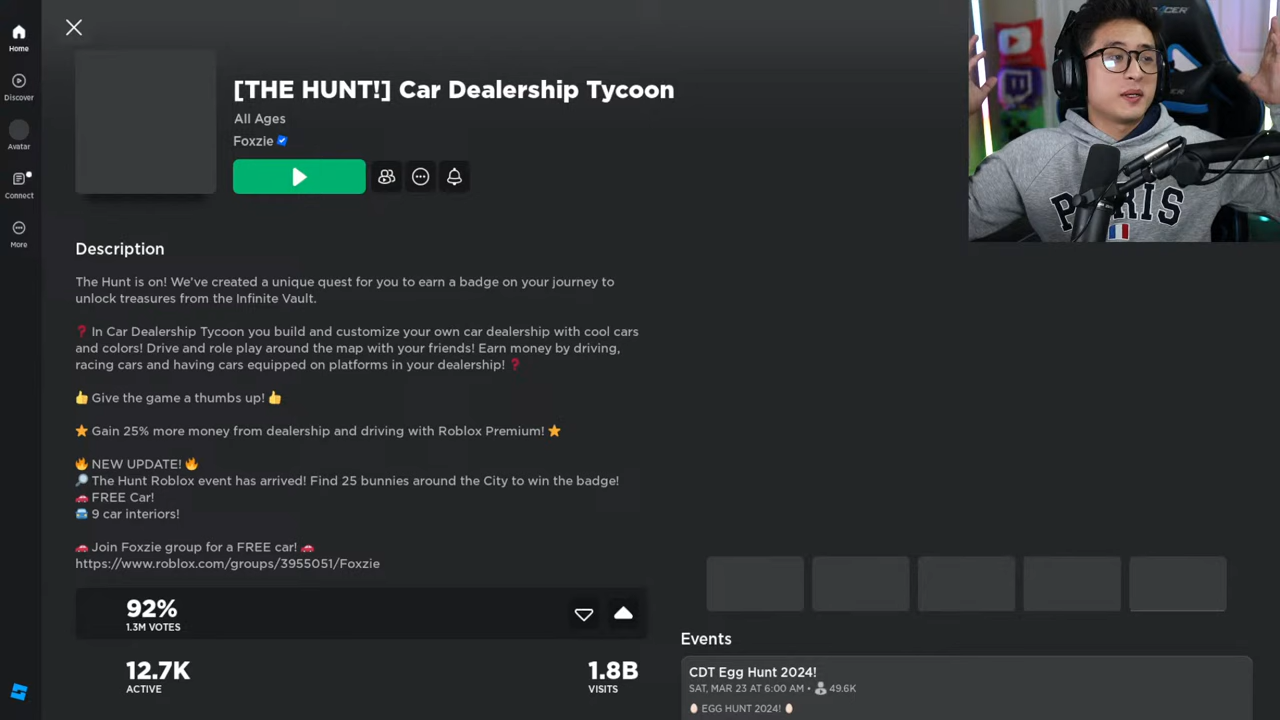 Home
Discover
Avatar
Connect
More
[THE HUNT!] Car Dealership Tycoon
All Ages
Foxzie
Description
The Hunt is on! We've created a unique quest for you to earn a badge on your journey to
unlock treasures from the Infinite Vault.
❓ In Car Dealership Tycoon you build and customize your own car dealership with cool cars
and colors! Drive and role play around the map with your friends! Earn money by driving,
racing cars and having cars equipped on platforms in your dealership! ❓
👍 Give the game a thumbs up! 👍
⭐ Gain 25% more money from dealership and driving with Roblox Premium! ⭐
🔥 NEW UPDATE! 🔥
🔎 The Hunt Roblox event has arrived! Find 25 bunnies around the City to win the badge!
🚗 FREE Car!
🚘 9 car interiors!
🚗 Join Foxzie group for a FREE car! 🚗
https://www.roblox.com/groups/3955051/Foxzie
92%
1.3M VOTES
12.7K
ACTIVE
1.8B
VISITS
Events
CDT Egg Hunt 2024!
SAT, MAR 23 AT 6:00 AM • 49.6K
🥚 EGG HUNT 2024! 🥚
PARIS